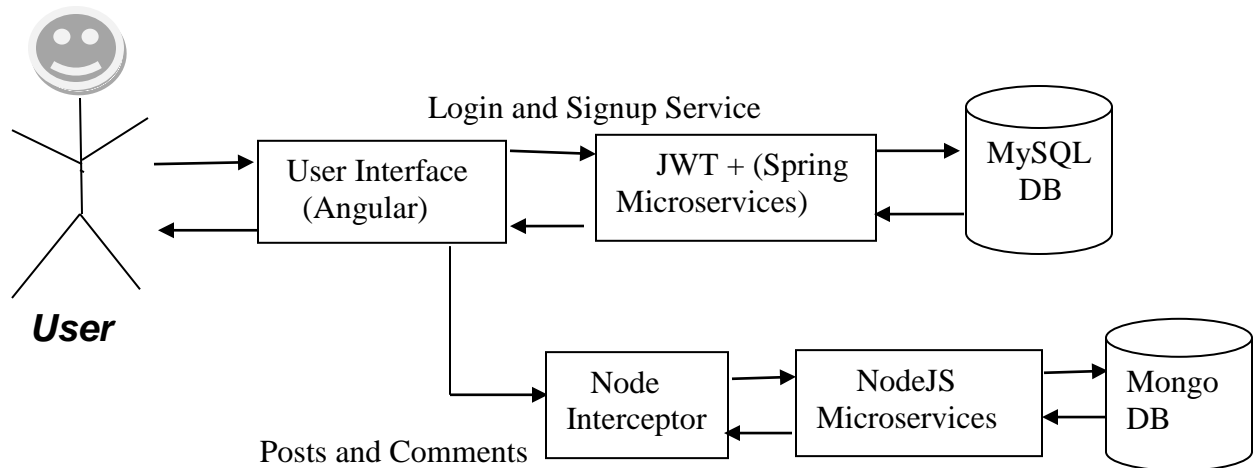 Login and Signup Service
User Interface
(Angular)
JWT + (Spring
Microservices)
MySQL
DB
User
Node
Interceptor
NodeJS
Microservices
Mongo
DB
Posts and Comments